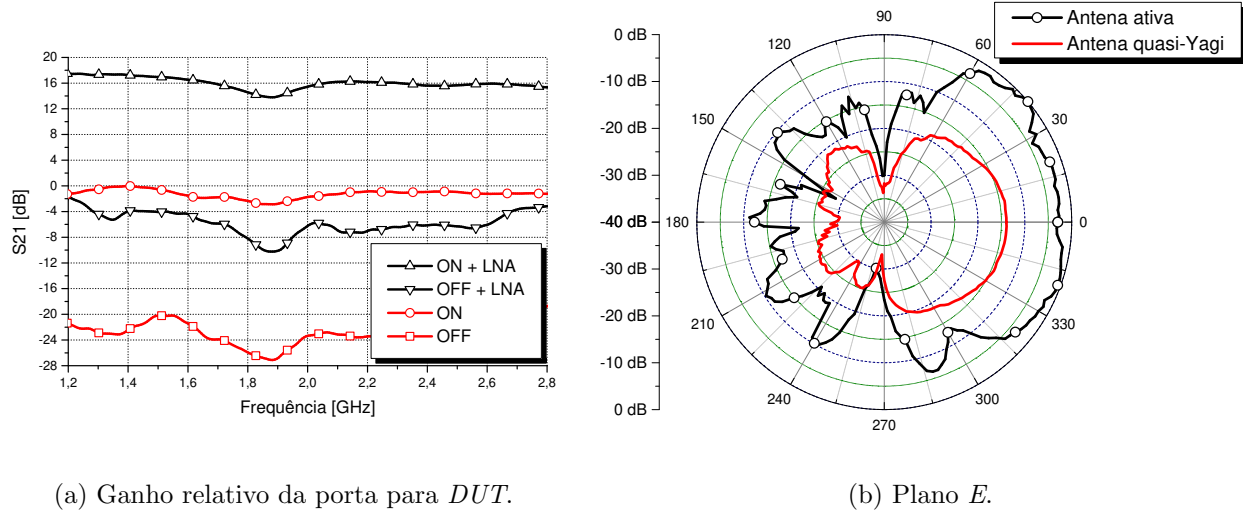 20
16
12
8
4
0
-4
-8
-12
-16
-20
-24
-28
S21 [dB]
1,2
1,4
1,6
1,8
2,0
2,2
2,4
2,6
2,8
Frequência [GHz]
ON + LNA
OFF + LNA
ON
OFF
Antena ativa
Antena quasi-Yagi
0 dB
-10 dB
-20 dB
-30 dB
-40 dB
-30 dB
-20 dB
-10 dB
0 dB
0
30
60
90
120
150
180
210
240
270
300
330
(a) Ganho relativo da porta para DUT.
(b) Plano E.